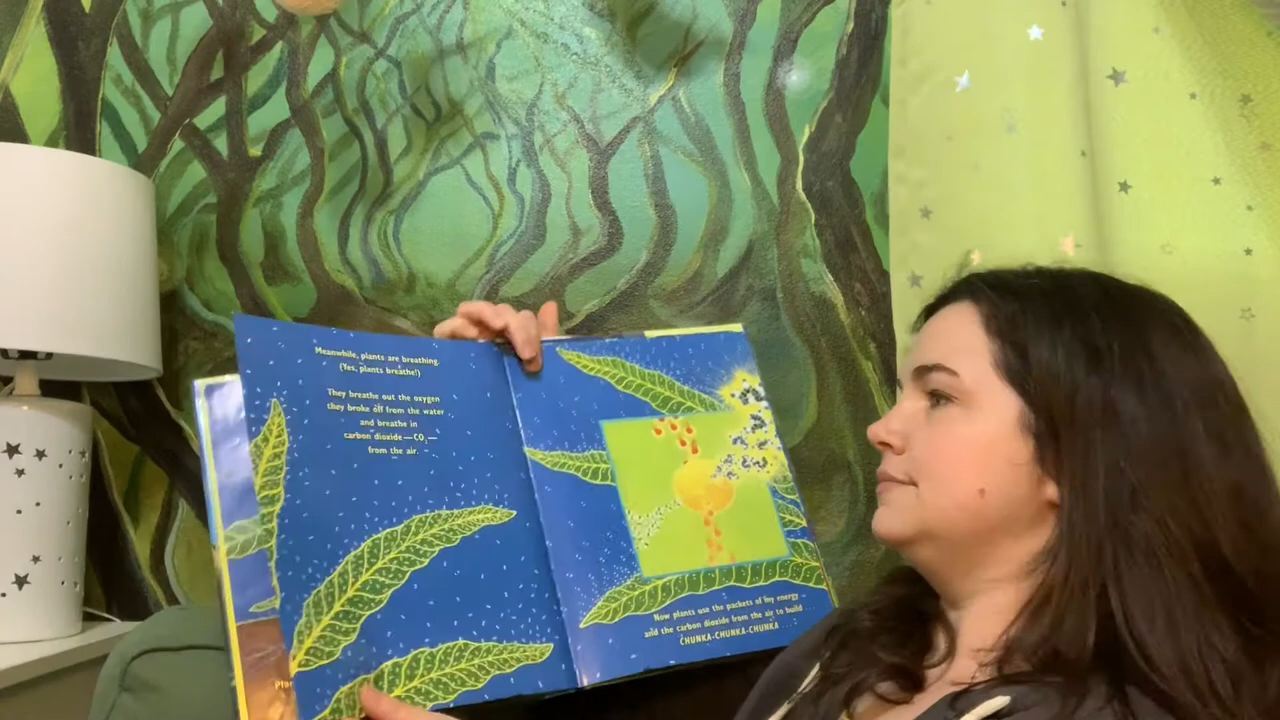 Meanwhile, plants are breathing.
(Yes, plants breathe!)
They breathe out the oxygen
they broke off from the water
and breathe in
carbon dioxide—CO₂—
from the air.
Now plants use the packets of my energy
and the carbon dioxide from the air to build
CHUNKA-CHUNKA-CHUNKA . . . :